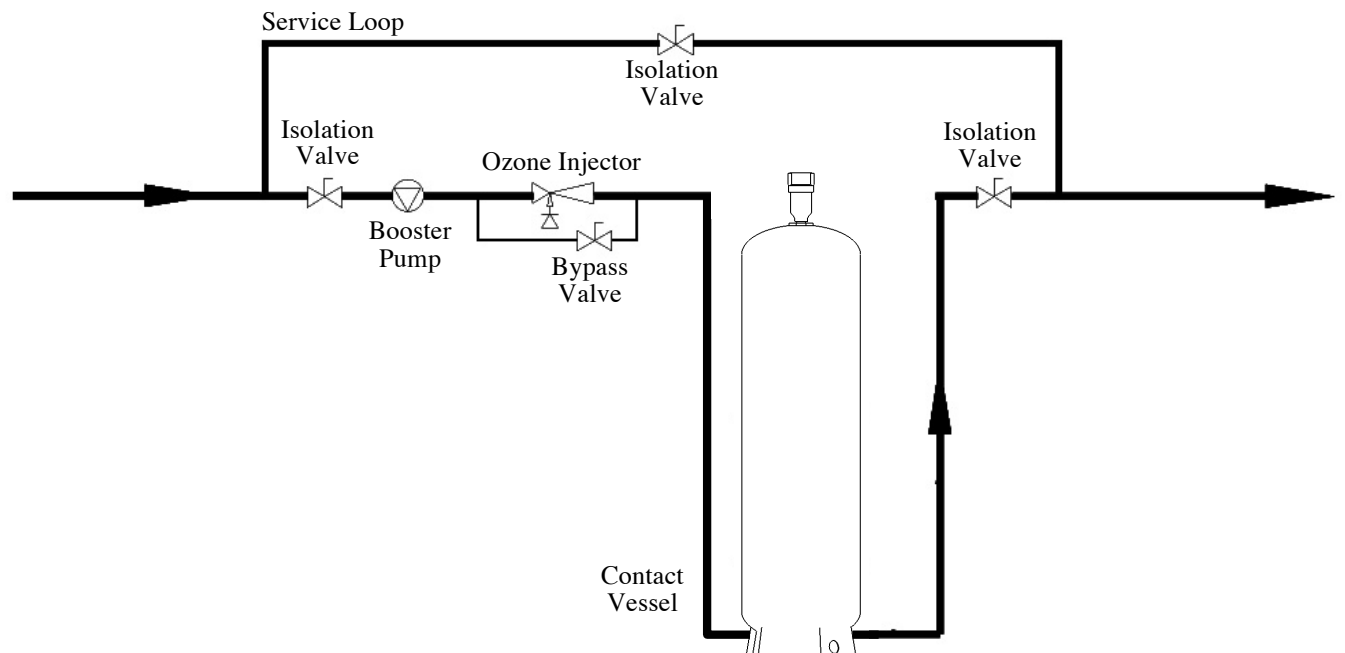 Service Loop
Isolation
Valve
Isolation
Valve
Isolation
Valve
Ozone Injector
Booster
Pump
Bypass
Valve
Contact
Vessel